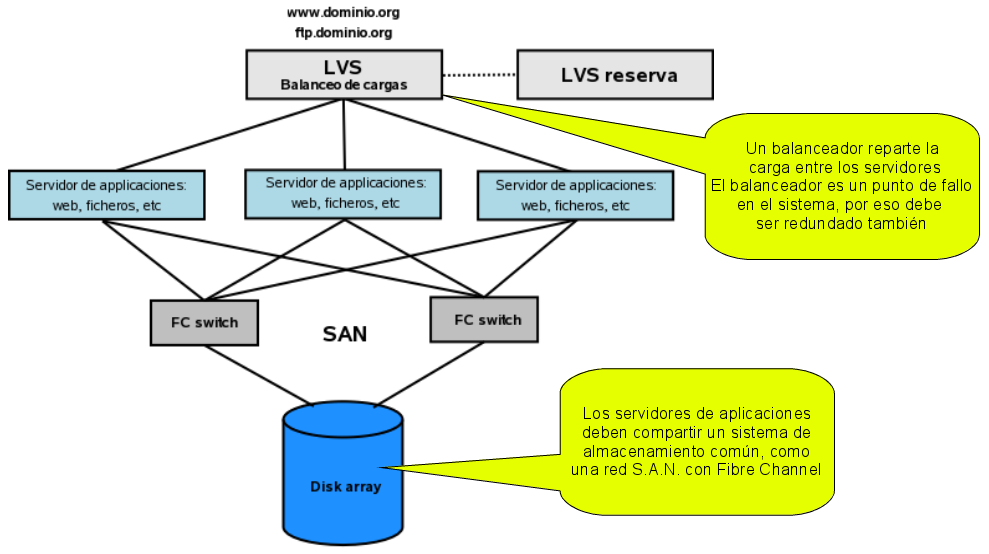 www.dominio.org
ftp.dominio.org
LVS
Balanceo de cargas
LVS reserva
Un balanceador reparte la
carga entre los servidores
El balanceador es un punto de fallo
en el sistema, por eso debe
ser redundado también
Servidor de applicaciones:
web, ficheros, etc
Servidor de applicaciones:
web, ficheros, etc
Servidor de applicaciones:
web, ficheros, etc
FC switch
SAN
FC switch
Los servidores de aplicaciones
deben compartir un sistema de
almacenamiento común, como
una red S.A.N. con Fibre Channel
Disk array